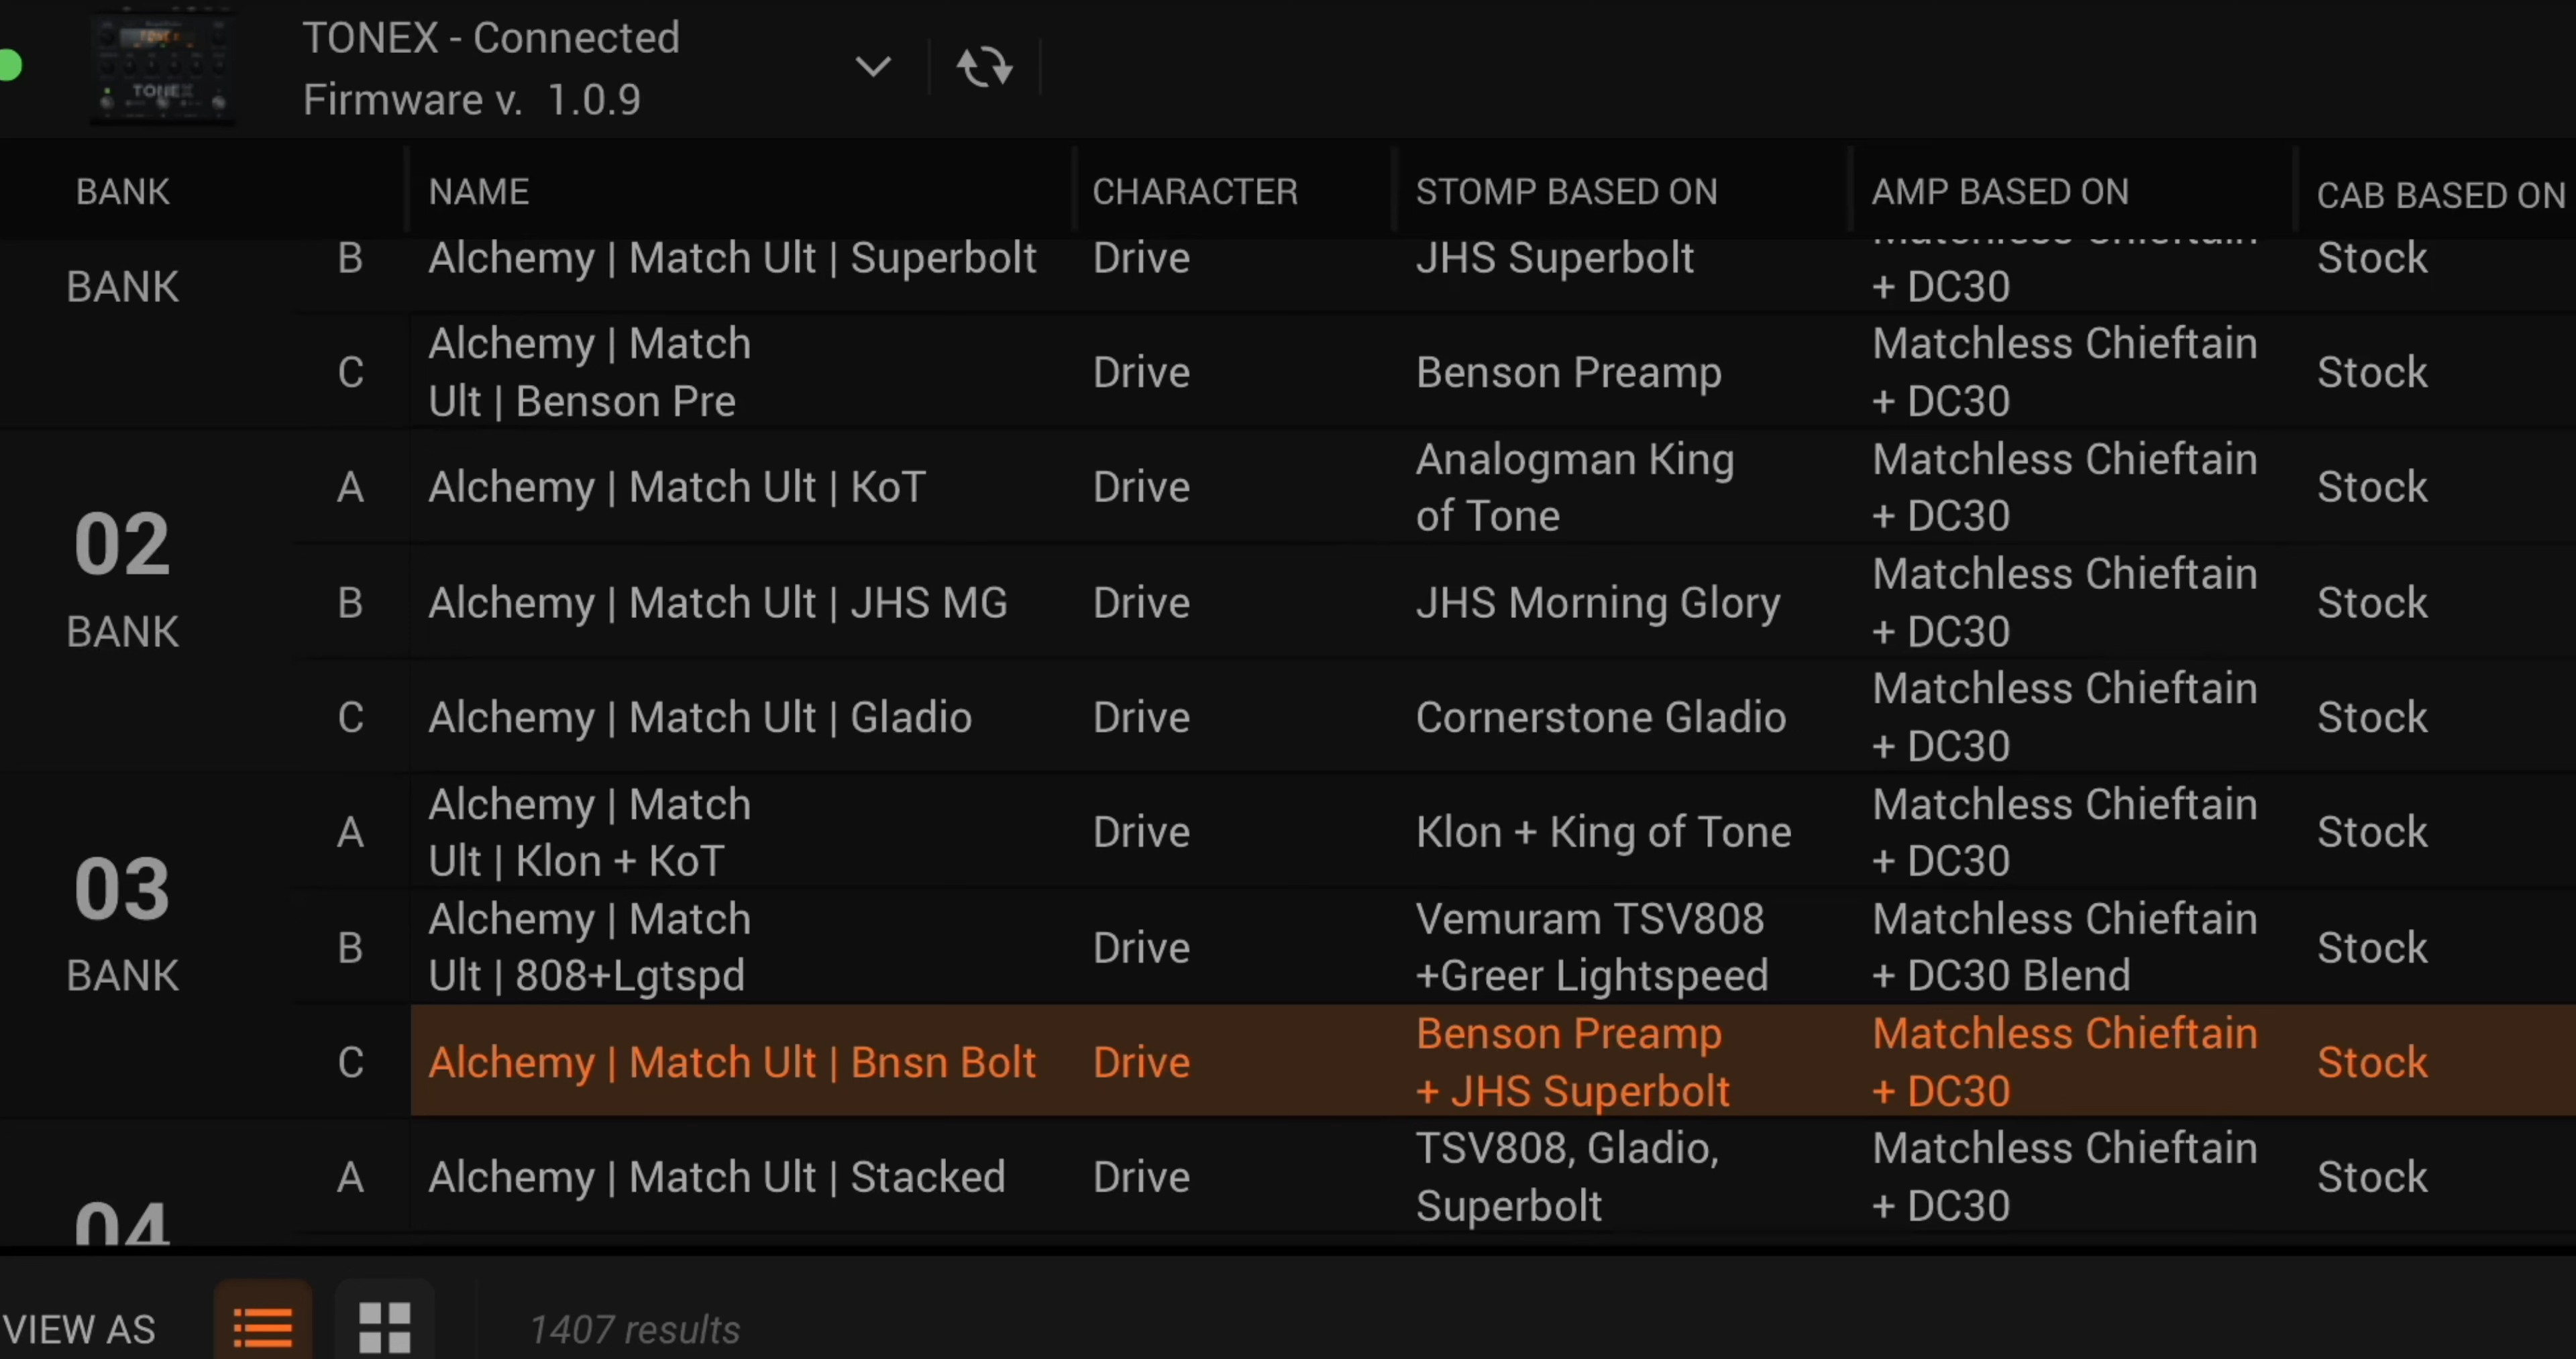 TONEX - Connected
Firmware v. 1.0.9
TONEX
BANK NAME CHARACTER STOMP BASED ON AMP BASED ON CAB BASED ON
BANK
B Alchemy | Match Ult | Superbolt Drive JHS Superbolt Matchless Chieftain
+ DC30 Stock
C Alchemy | Match
Ult | Benson Pre Drive Benson Preamp Matchless Chieftain
+ DC30 Stock
02
BANK
A Alchemy | Match Ult | KoT Drive Analogman King
of Tone Matchless Chieftain
+ DC30 Stock
B Alchemy | Match Ult | JHS MG Drive JHS Morning Glory Matchless Chieftain
+ DC30 Stock
C Alchemy | Match Ult | Gladio Drive Cornerstone Gladio Matchless Chieftain
+ DC30 Stock
03
BANK
A Alchemy | Match
Ult | Klon + KoT Drive Klon + King of Tone Matchless Chieftain
+ DC30 Stock
B Alchemy | Match
Ult | 808+Lgtspd Drive Vemuram TSV808
+Greer Lightspeed Matchless Chieftain
+ DC30 Blend Stock
C Alchemy | Match Ult | Bnsn Bolt Drive Benson Preamp
+ JHS Superbolt Matchless Chieftain
+ DC30 Stock
04
A Alchemy | Match Ult | Stacked Drive TSV808, Gladio,
Superbolt Matchless Chieftain
+ DC30 Stock
VIEW AS 1407 results